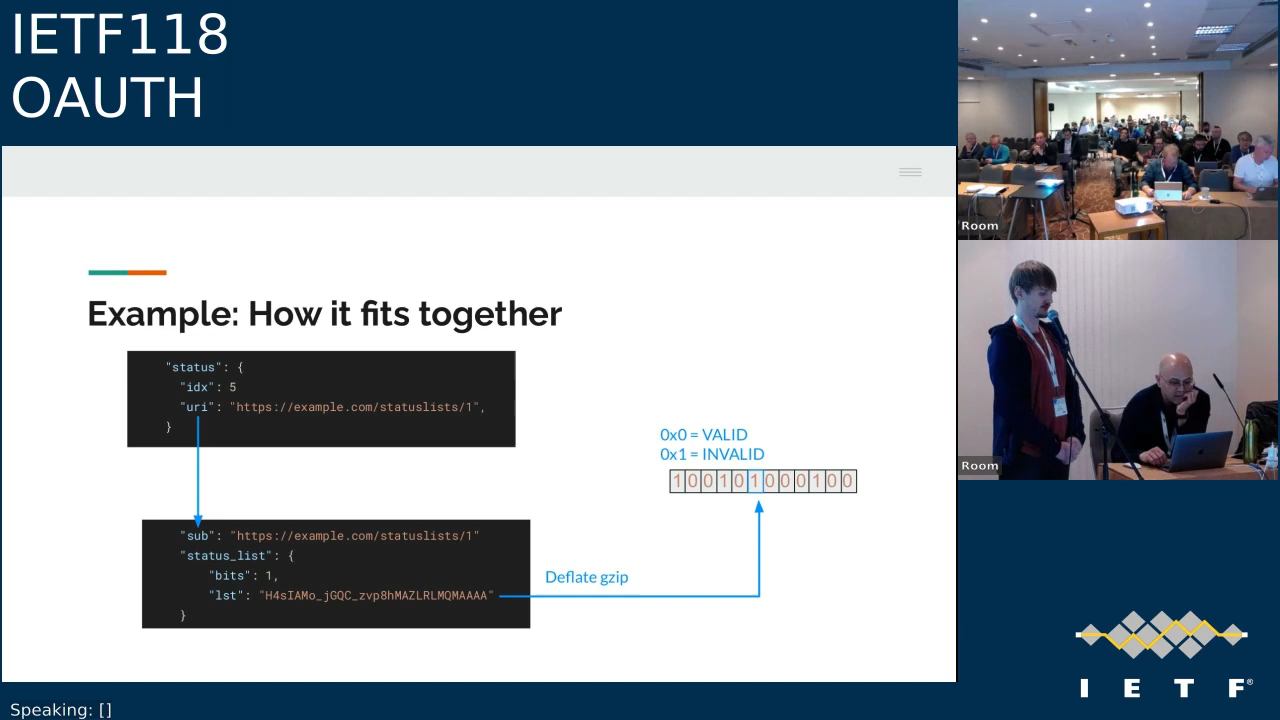 IETF118
OAUTH
Example: How it fits together
"status": {
"idx": 5
"uri": "https://example.com/statuslists/1",
}
"sub": "https://example.com/statuslists/1"
"status_list": {
"bits": 1,
"lst": "H4sIAMo_jGQC_zvp8hMAZLRLMQMAAAA"
}
Deflate gzip
0x0 = VALID
0x1 = INVALID
1 0 0 1 0 1 0 0 0 1 0 0
Room
Room
I E T F®
Speaking: []